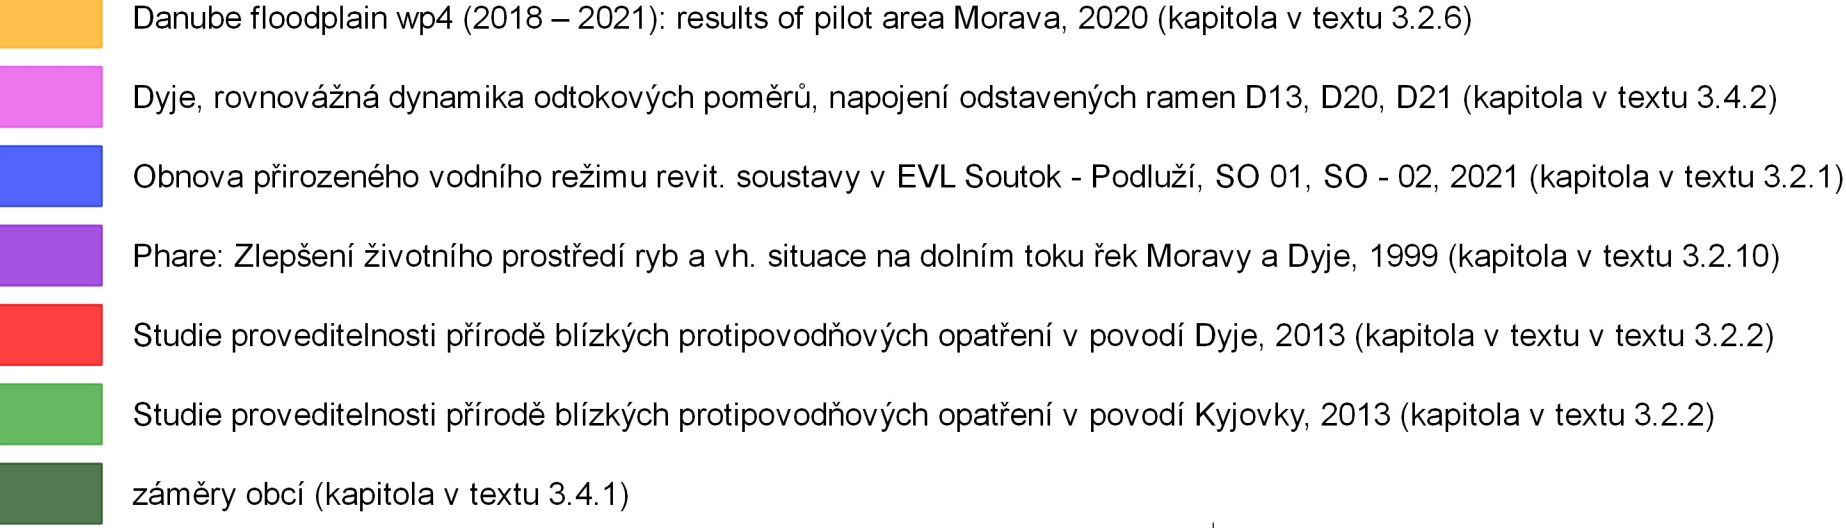 Danube floodplain wp4 (2018 – 2021): results of pilot area Morava, 2020 (kapitola v textu 3.2.6)
Dyje, rovnovážná dynamika odtokových poměrů, napojení odstavených ramen D13, D20, D21 (kapitola v textu 3.4.2)
Obnova přirozeného vodního režimu revit. soustavy v EVL Soutok - Podluží, SO 01, SO - 02, 2021 (kapitola v textu 3.2.1)
Phare: Zlepšení životního prostředí ryb a vh. situace na dolním toku řek Moravy a Dyje, 1999 (kapitola v textu 3.2.10)
Studie proveditelnosti přírodě blízkých protipovodňových opatření v povodí Dyje, 2013 (kapitola v textu v textu 3.2.2)
Studie proveditelnosti přírodě blízkých protipovodňových opatření v povodí Kyjovky, 2013 (kapitola v textu 3.2.2)
záměry obcí (kapitola v textu 3.4.1)